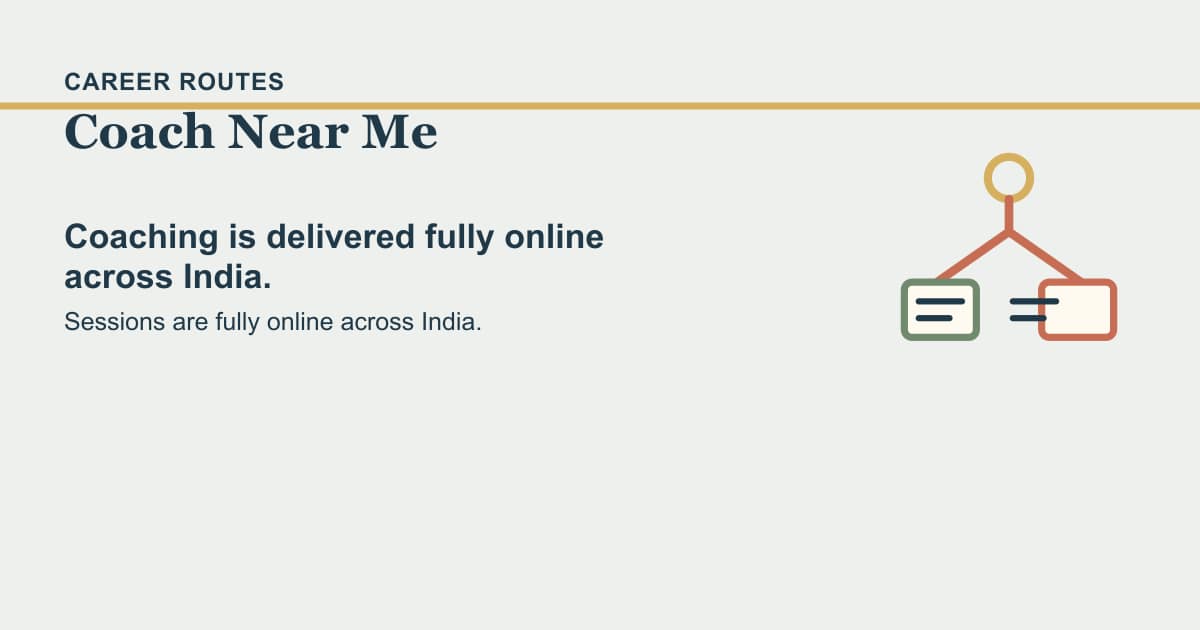 CAREER ROUTES
Coach Near Me
Coaching is delivered fully online
across India.
Sessions are fully online across India.